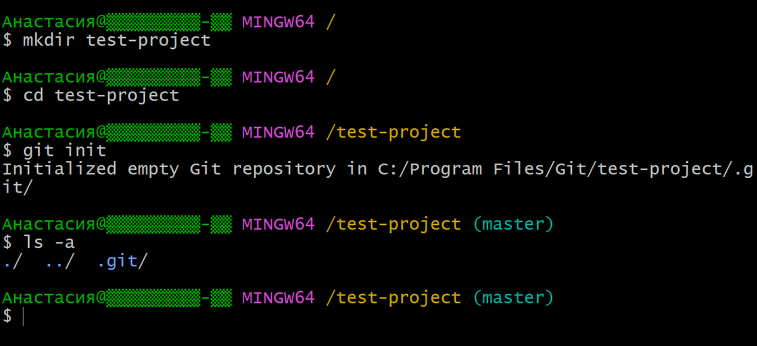 Анастасия@▒▒▒▒▒▒▒▒▒-▒▒ MINGW64 /
$ mkdir test-project
Анастасия@▒▒▒▒▒▒▒▒▒-▒▒ MINGW64 /
$ cd test-project
Анастасия@▒▒▒▒▒▒▒▒▒-▒▒ MINGW64 /test-project
$ git init
Initialized empty Git repository in C:/Program Files/Git/test-project/.g
it/
Анастасия@▒▒▒▒▒▒▒▒▒-▒▒ MINGW64 /test-project (master)
$ ls -a
./  ../  .git/
Анастасия@▒▒▒▒▒▒▒▒▒-▒▒ MINGW64 /test-project (master)
$